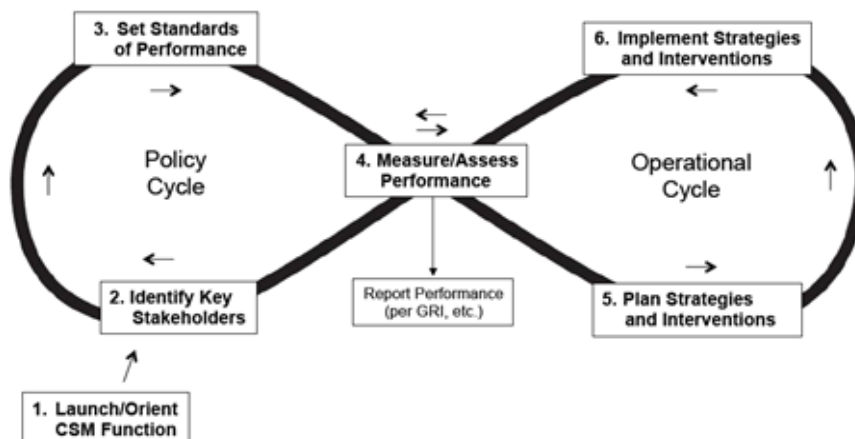 3. Set Standards
of Performance
6. Implement Strategies
and Interventions
Policy
Cycle
4. Measure/Assess
Performance
Operational
Cycle
2. Identify Key
Stakeholders
Report Performance
(per GRI, etc.)
5. Plan Strategies
and Interventions
1. Launch/Orient
CSM Function